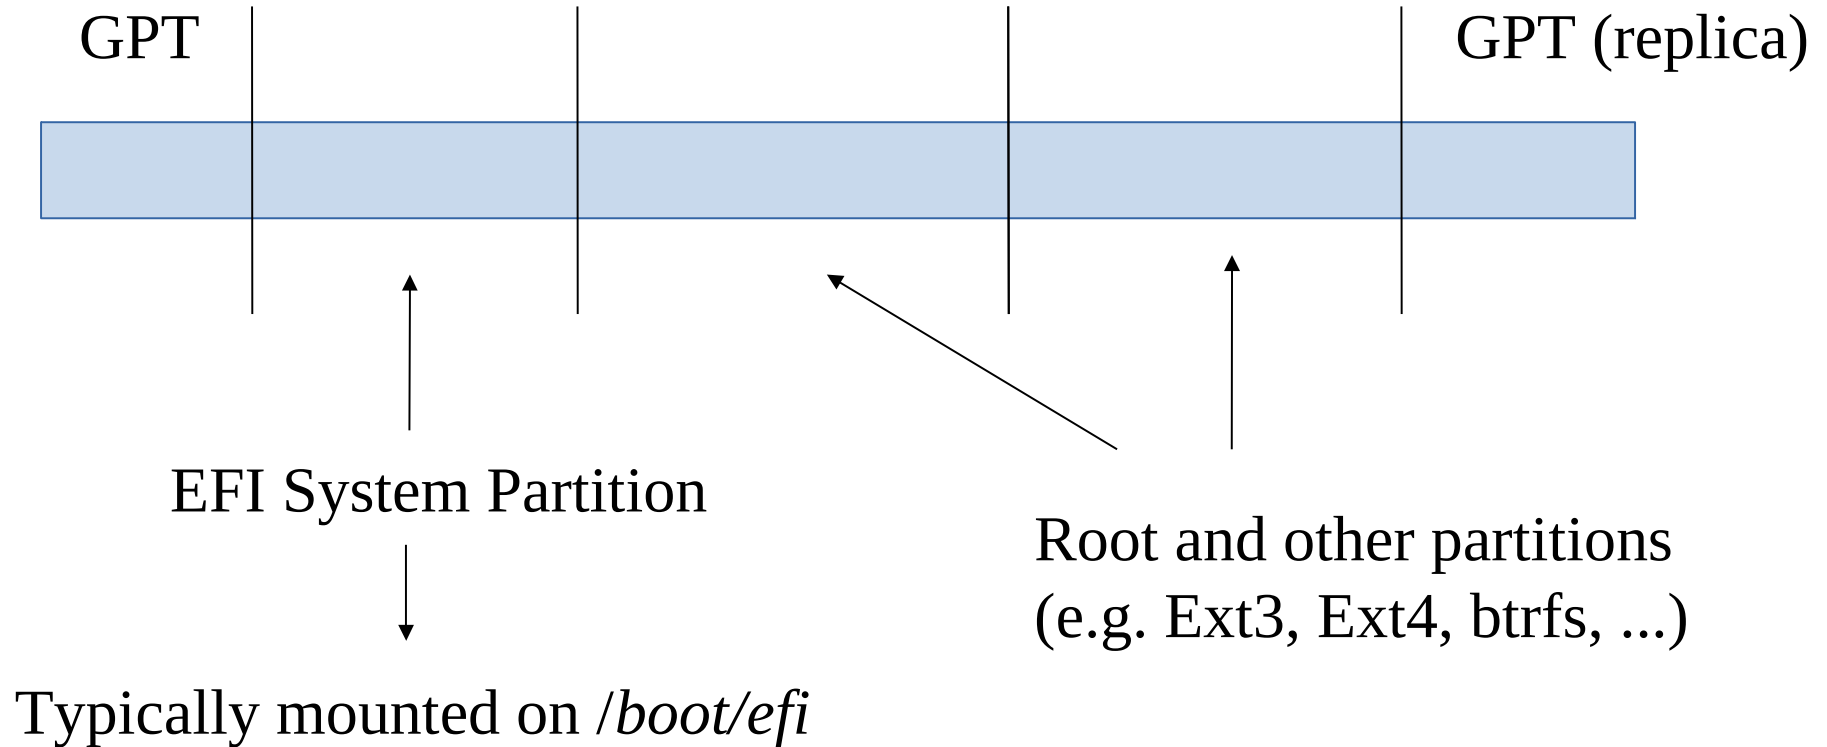 GPT
GPT (replica)
EFI System Partition
Root and other partitions
(e.g. Ext3, Ext4, btrfs, ...)
Typically mounted on /boot/efi